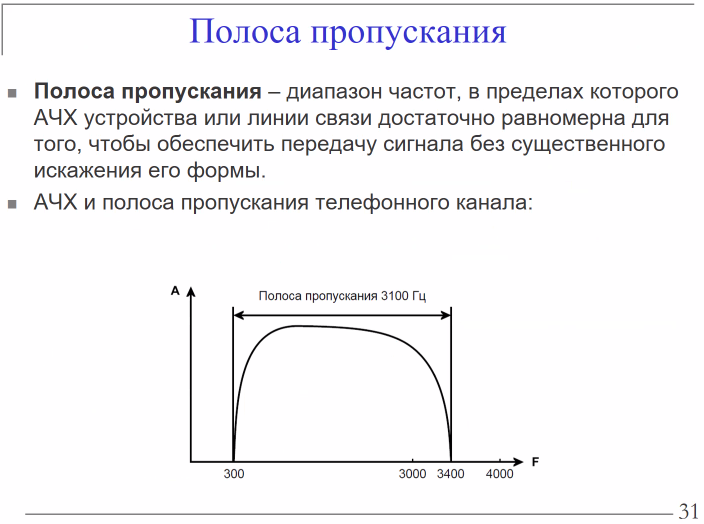 Полоса пропускания
Полоса пропускания – диапазон частот, в пределах которого
АЧХ устройства или линии связи достаточно равномерна для
того, чтобы обеспечить передачу сигнала без существенного
искажения его формы.
АЧХ и полоса пропускания телефонного канала:
A
Полоса пропускания 3100 Гц
F
300
3000
3400
4000
31